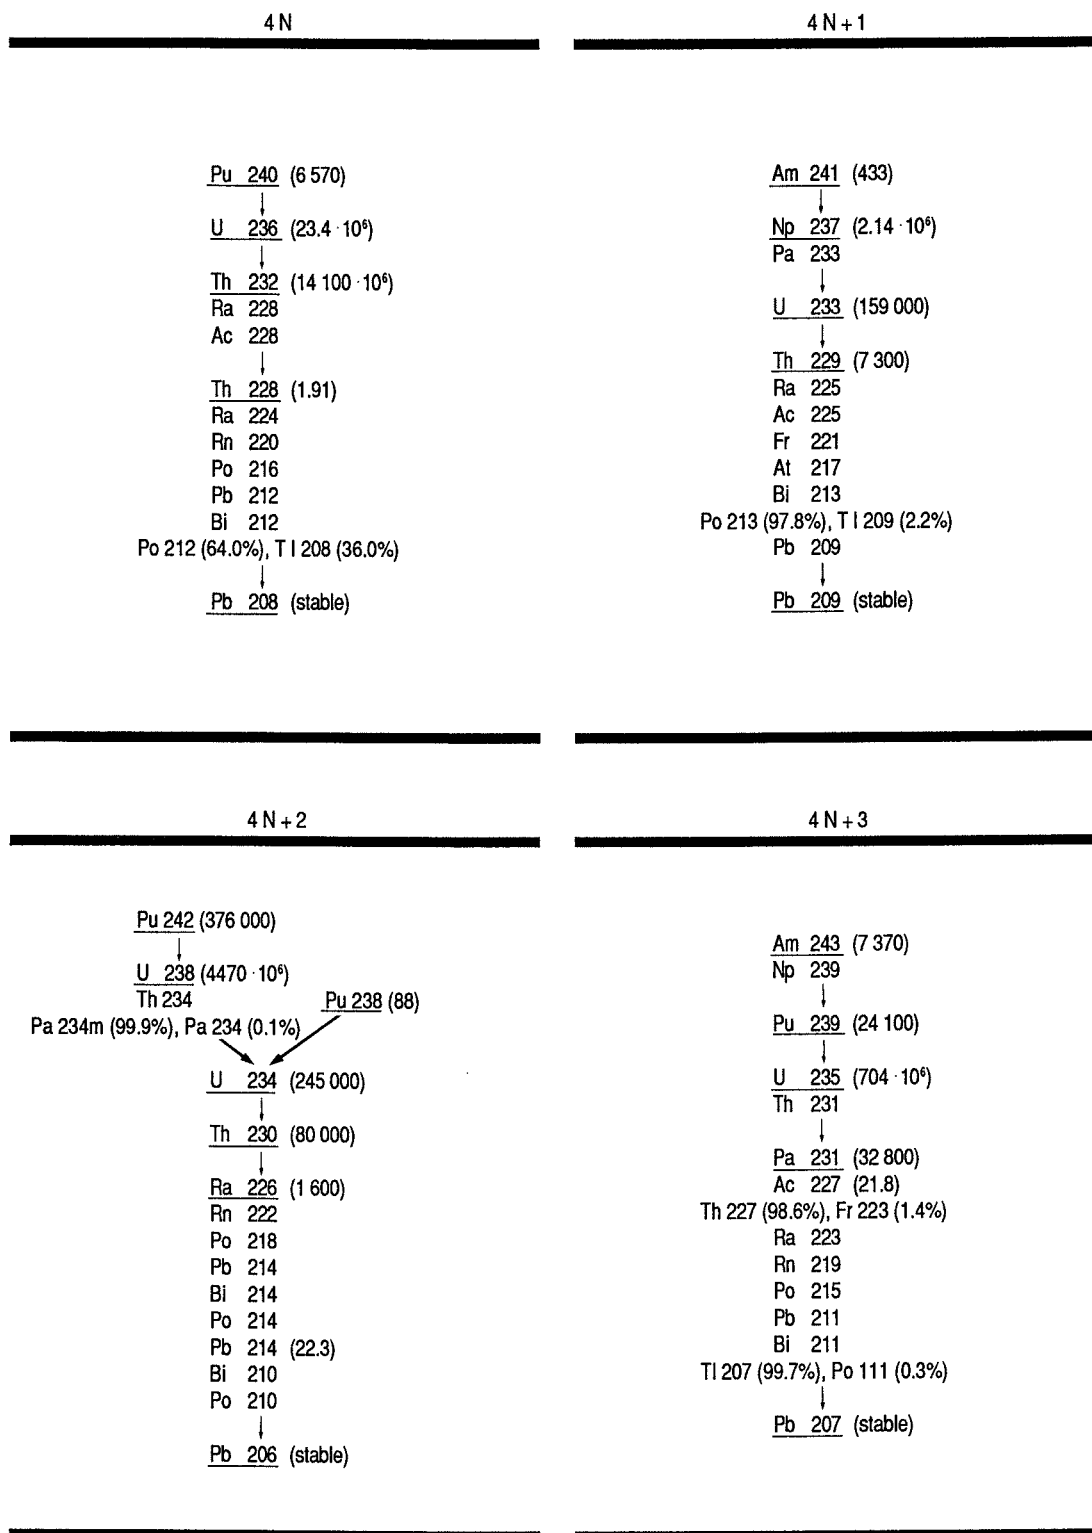 4 N
Pu 240 (6 570)
U 236 (23.4 · 10⁶)
Th 232 (14 100 · 10⁶)
Ra 228
Ac 228
Th 228 (1.91)
Ra 224
Rn 220
Po 216
Pb 212
Bi 212
Po 212 (64.0%), T l 208 (36.0%)
Pb 208 (stable)
4 N + 1
Am 241 (433)
Np 237 (2.14 · 10⁶)
Pa 233
U 233 (159 000)
Th 229 (7 300)
Ra 225
Ac 225
Fr 221
At 217
Bi 213
Po 213 (97.8%), T l 209 (2.2%)
Pb 209
Pb 209 (stable)
4 N + 2
Pu 242 (376 000)
U 238 (4470 · 10⁶)
Th 234
Pu 238 (88)
Pa 234m (99.9%), Pa 234 (0.1%)
U 234 (245 000)
Th 230 (80 000)
Ra 226 (1 600)
Rn 222
Po 218
Pb 214
Bi 214
Po 214
Pb 214 (22.3)
Bi 210
Po 210
Pb 206 (stable)
4 N + 3
Am 243 (7 370)
Np 239
Pu 239 (24 100)
U 235 (704 · 10⁶)
Th 231
Pa 231 (32 800)
Ac 227 (21.8)
Th 227 (98.6%), Fr 223 (1.4%)
Ra 223
Rn 219
Po 215
Pb 211
Bi 211
Tl 207 (99.7%), Po 111 (0.3%)
Pb 207 (stable)